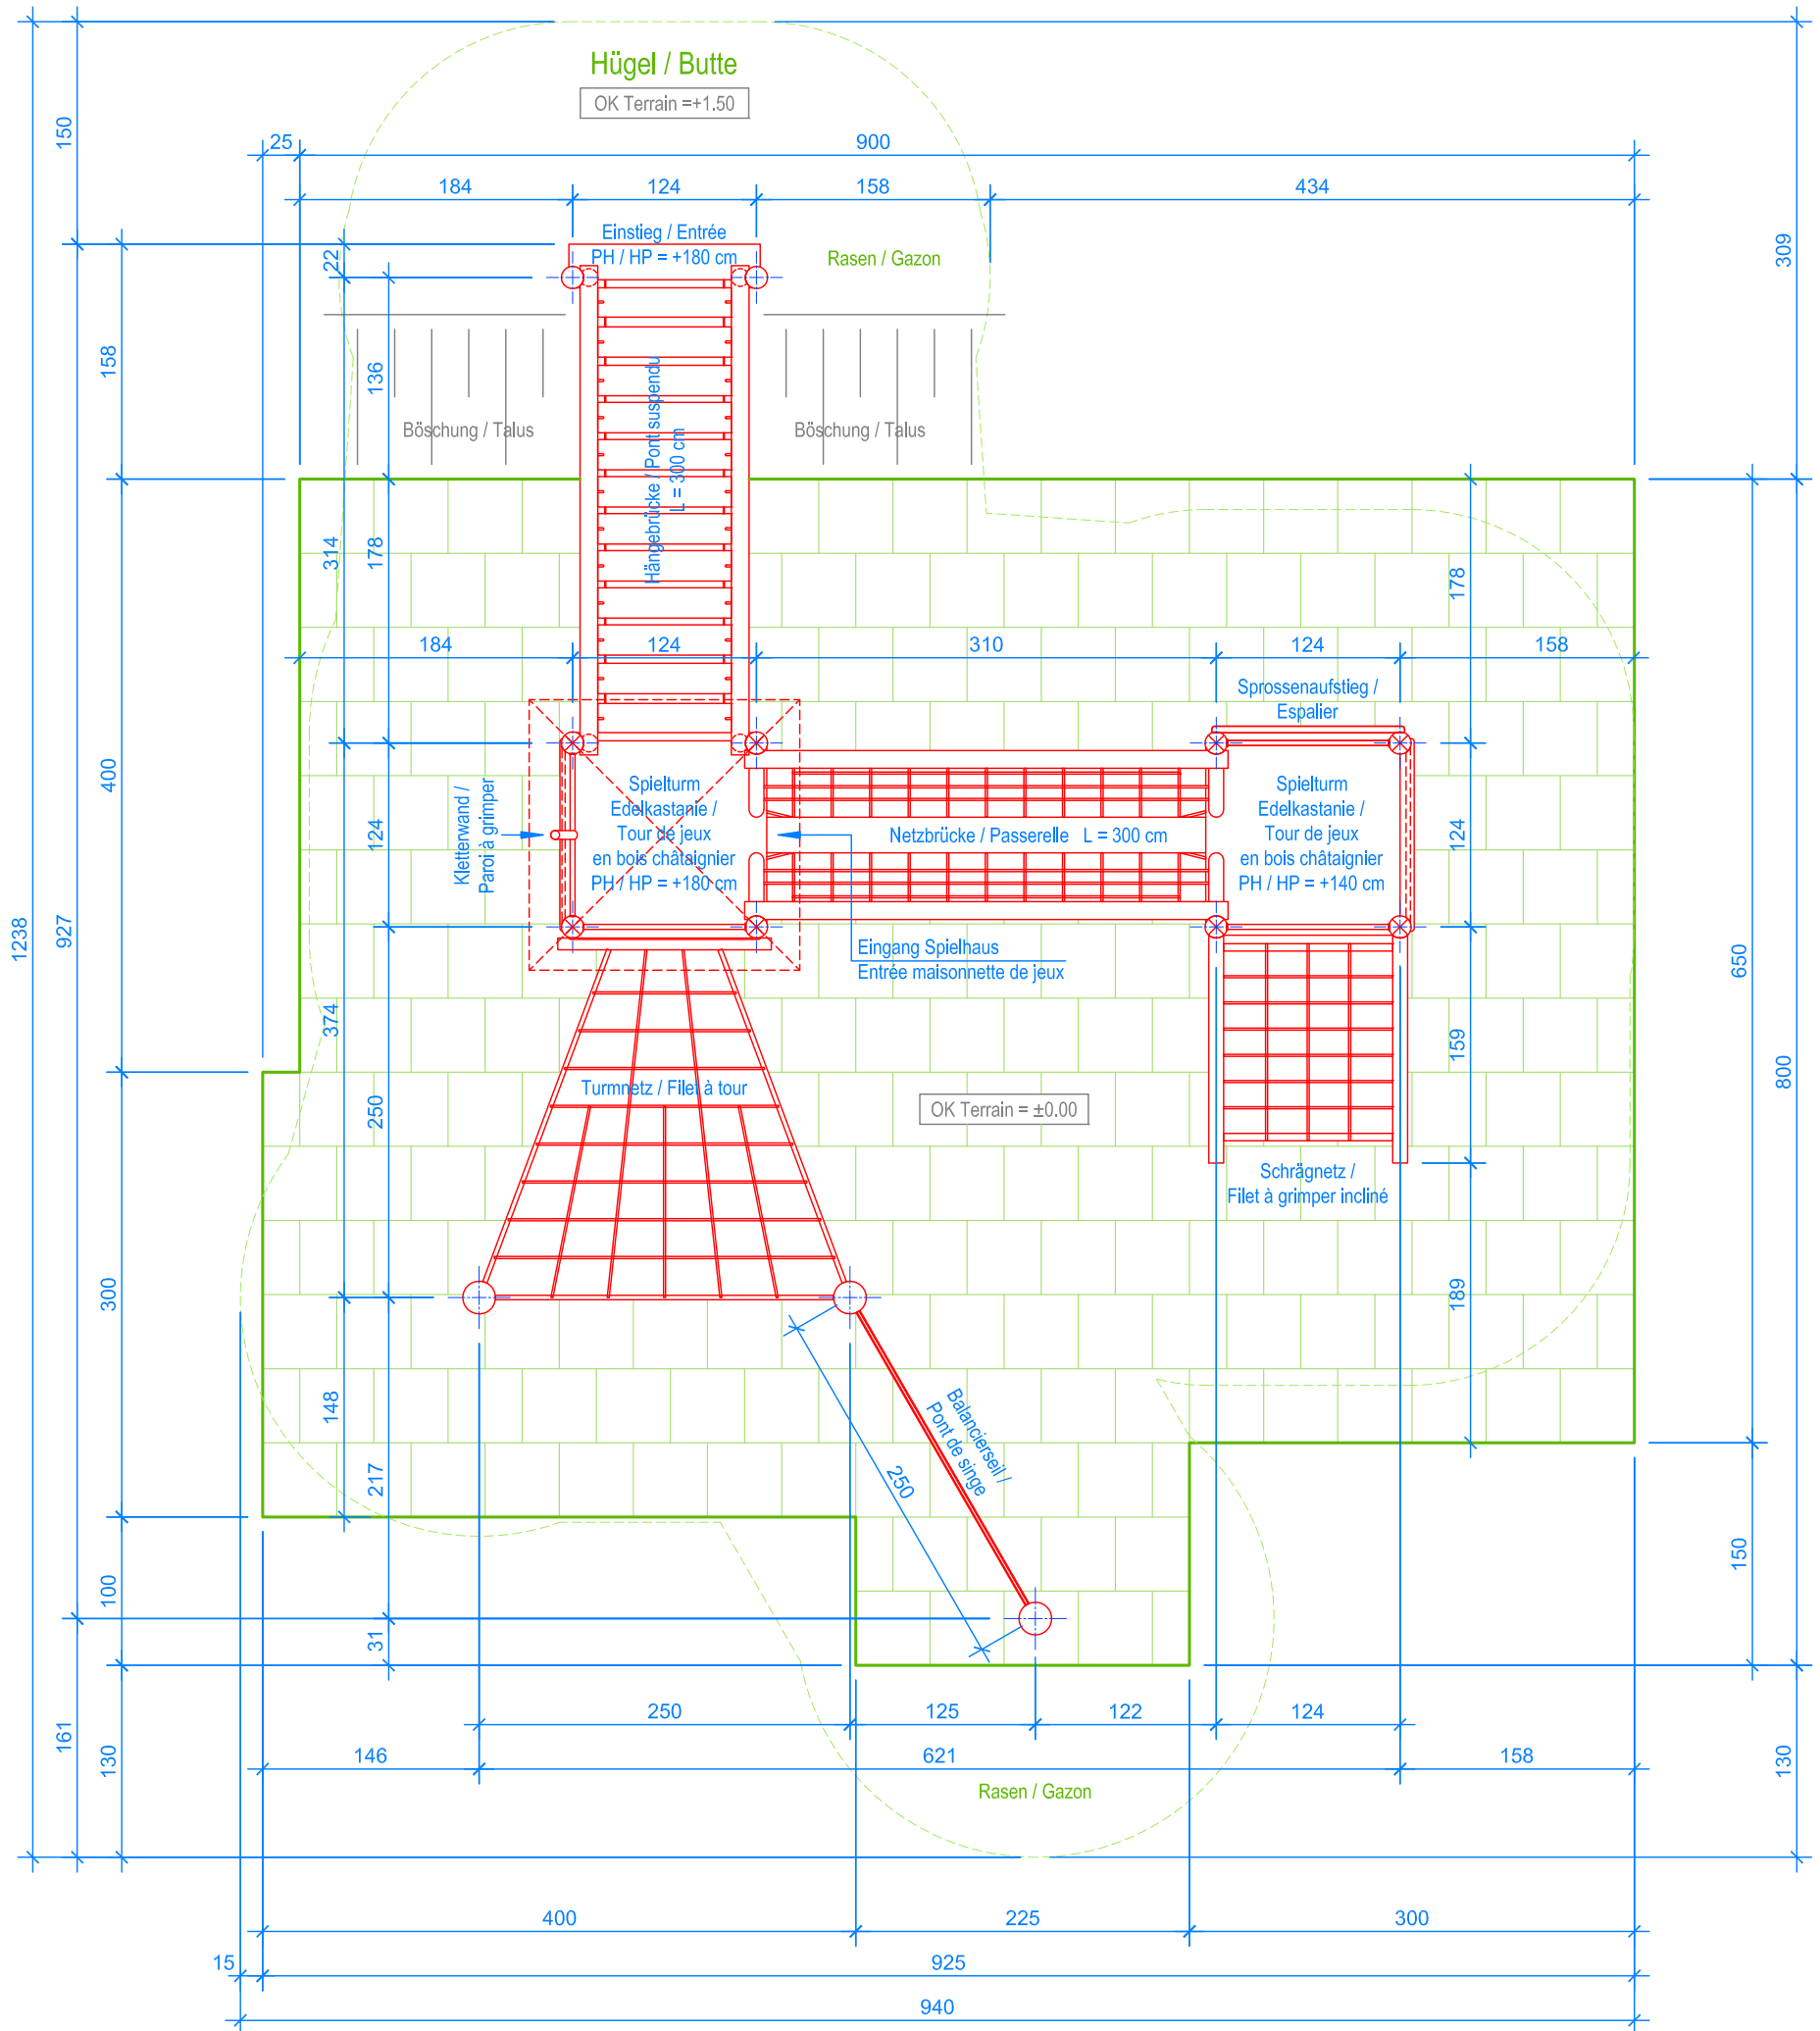 Hügel / Butte
OK Terrain =+1.50
25
900
184
124
158
434
Einstieg / Entrée
PH / HP = +180 cm
Rasen / Gazon
150
22
309
158
136
Böschung / Talus
Böschung / Talus
Hängebrücke / Pont suspendu
L = 300 cm
314
178
178
184
124
310
124
158
Sprossenaufstieg /
Espalier
400
124
Kletterwand /
Paroi à grimper
Spielturm
Edelkastanie /
Tour de jeux
en bois châtaignier
PH / HP = +180 cm
Netzbrücke / Passerelle   L = 300 cm
Spielturm
Edelkastanie /
Tour de jeux
en bois châtaignier
PH / HP = +140 cm
124
1238
927
Eingang Spielhaus
Entrée maisonnette de jeux
650
374
159
800
250
Turmnetz / Filet à tour
OK Terrain = ±0.00
Schrägnetz /
Filet à grimper incliné
300
189
148
217
Balancierseil /
Pont de singe
250
150
100
31
250
125
122
124
161
130
146
621
158
130
Rasen / Gazon
400
225
300
15
925
940